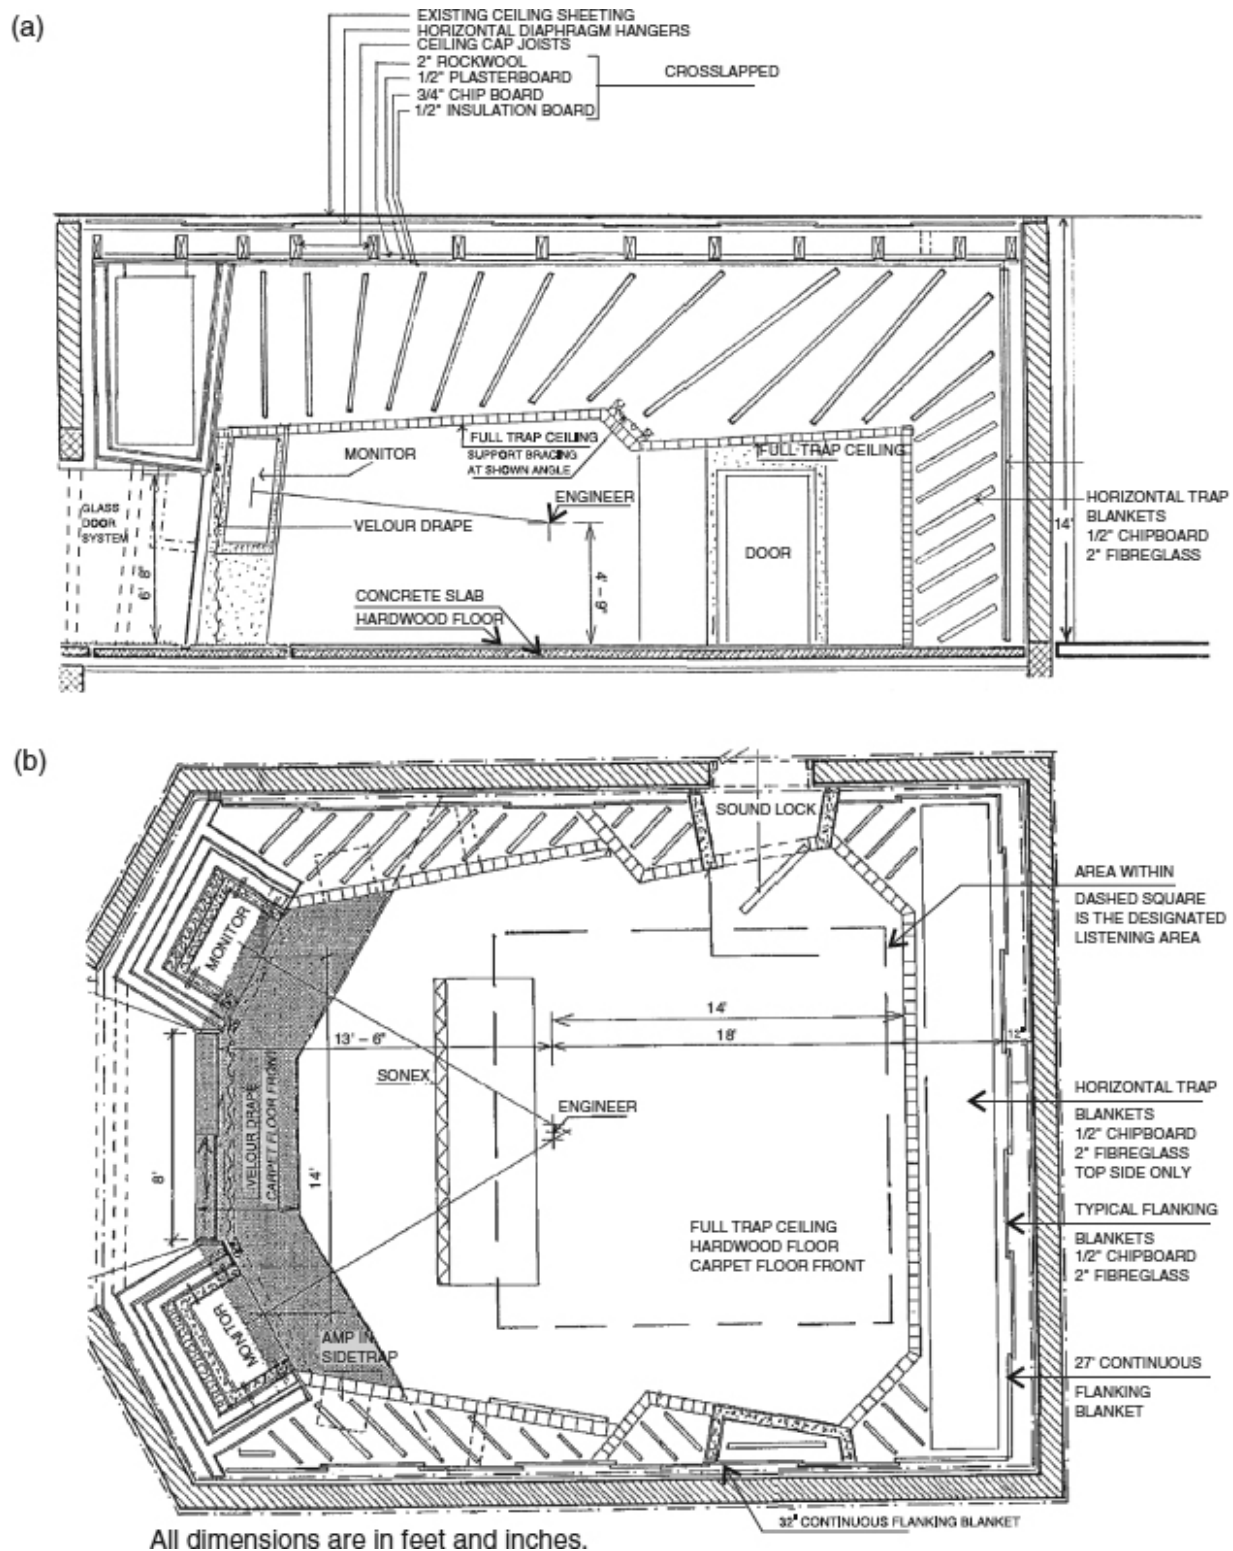 (a)
EXISTING CEILING SHEETING
HORIZONTAL DIAPHRAGM HANGERS
CEILING CAP JOISTS
2" ROCKWOOL
1/2" PLASTERBOARD
3/4" CHIP BOARD
1/2" INSULATION BOARD
CROSSLAPPED
FULL TRAP CEILING
SUPPORT BRACING
AT SHOWN ANGLE
MONITOR
FULL TRAP CEILING
ENGINEER
GLASS
DOOR
SYSTEM
VELOUR DRAPE
DOOR
14'
HORIZONTAL TRAP
BLANKETS
1/2" CHIPBOARD
2" FIBREGLASS
4' – 9"
CONCRETE SLAB
HARDWOOD FLOOR
(b)
SOUND LOCK
AREA WITHIN
DASHED SQUARE
IS THE DESIGNATED
LISTENING AREA
MONITOR
14'
18'
12"
13' – 6"
SONEX
ENGINEER
HORIZONTAL TRAP
BLANKETS
1/2" CHIPBOARD
2" FIBREGLASS
TOP SIDE ONLY
VELOUR DRAPE
CARPET FLOOR FRONT
8'
14'
TYPICAL FLANKING
BLANKETS
1/2" CHIPBOARD
2" FIBREGLASS
FULL TRAP CEILING
HARDWOOD FLOOR
CARPET FLOOR FRONT
MONITOR
AMP IN
SIDETRAP
27' CONTINUOUS
FLANKING
BLANKET
32" CONTINUOUS FLANKING BLANKET
All dimensions are in feet and inches.